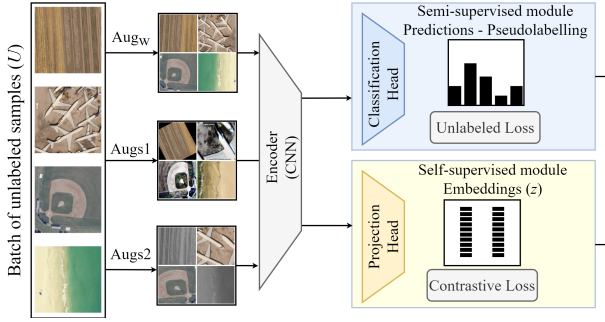 Batch of unlabeled samples (U)
Augw
Augs1
Augs2
Encoder
(CNN)
Semi-supervised module
Predictions - Pseudolabelling
Classification
Head
Unlabeled Loss
Self-supervised module
Embeddings (z)
Projection
Head
Contrastive Loss